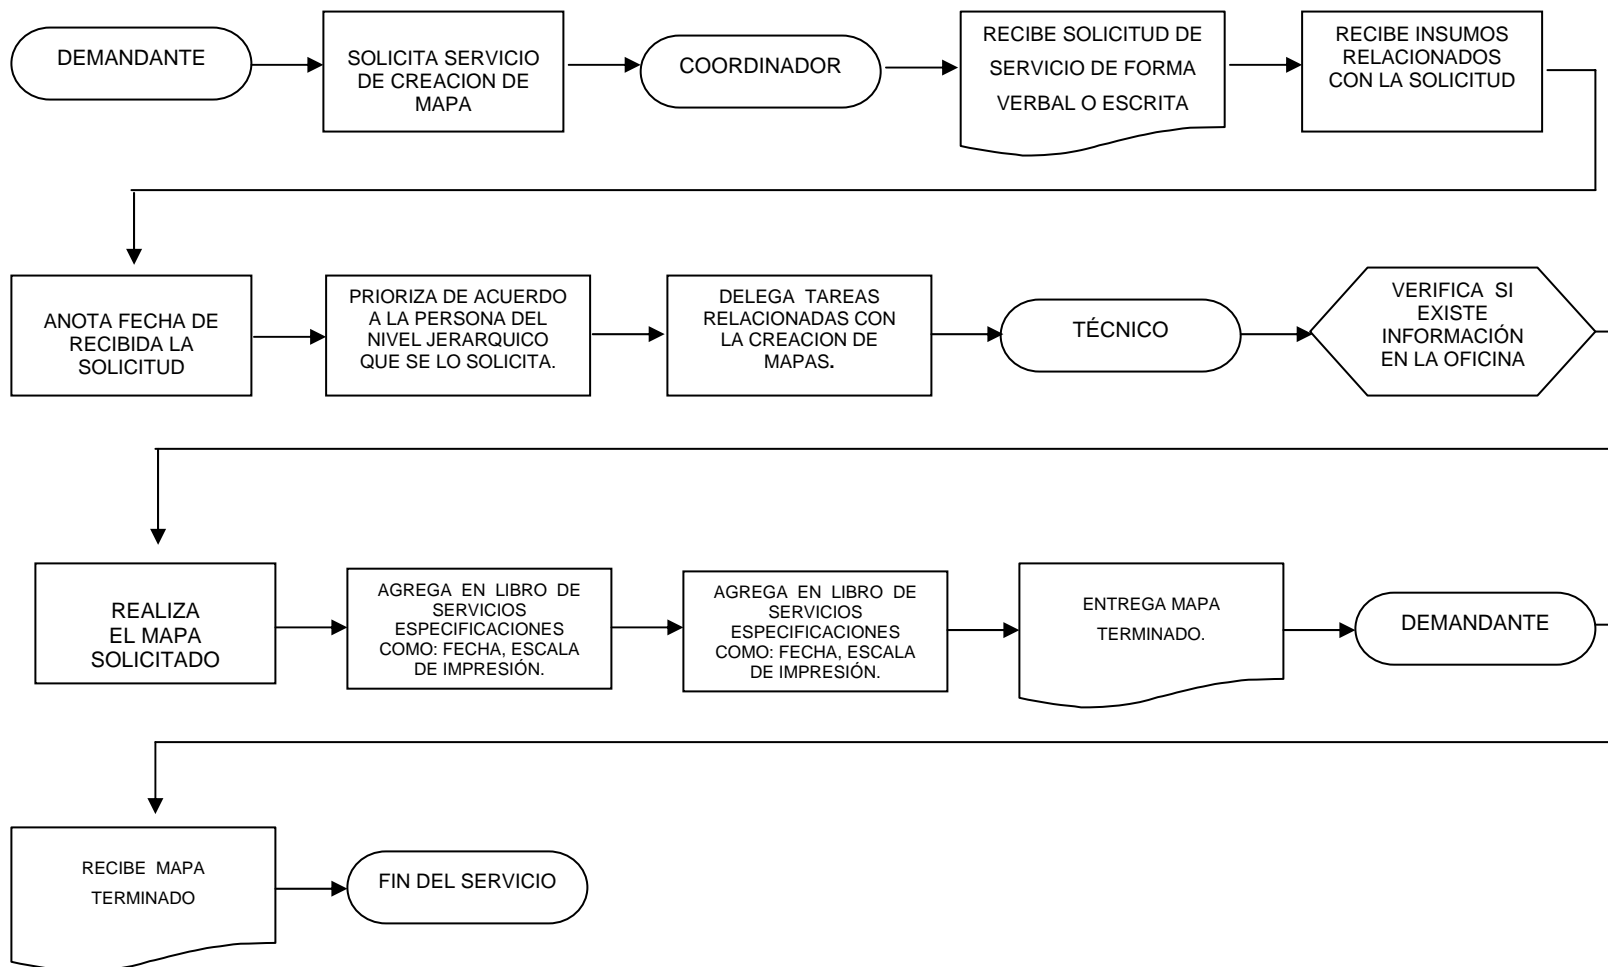 DEMANDANTE
SOLICITA SERVICIO
DE CREACION DE
MAPA
COORDINADOR
RECIBE SOLICITUD DE
SERVICIO DE FORMA
VERBAL O ESCRITA
RECIBE INSUMOS
RELACIONADOS
CON LA SOLICITUD
ANOTA FECHA DE
RECIBIDA LA
SOLICITUD
PRIORIZA DE ACUERDO
A LA PERSONA DEL
NIVEL JERARQUICO
QUE SE LO SOLICITA.
DELEGA TAREAS
RELACIONADAS CON
LA CREACION DE
MAPAS.
TÉCNICO
VERIFICA SI
EXISTE
INFORMACIÓN
EN LA OFICINA
REALIZA
EL MAPA
SOLICITADO
AGREGA EN LIBRO DE
SERVICIOS
ESPECIFICACIONES
COMO: FECHA, ESCALA
DE IMPRESIÓN.
AGREGA EN LIBRO DE
SERVICIOS
ESPECIFICACIONES
COMO: FECHA, ESCALA
DE IMPRESIÓN.
ENTREGA MAPA
TERMINADO.
DEMANDANTE
RECIBE MAPA
TERMINADO
FIN DEL SERVICIO